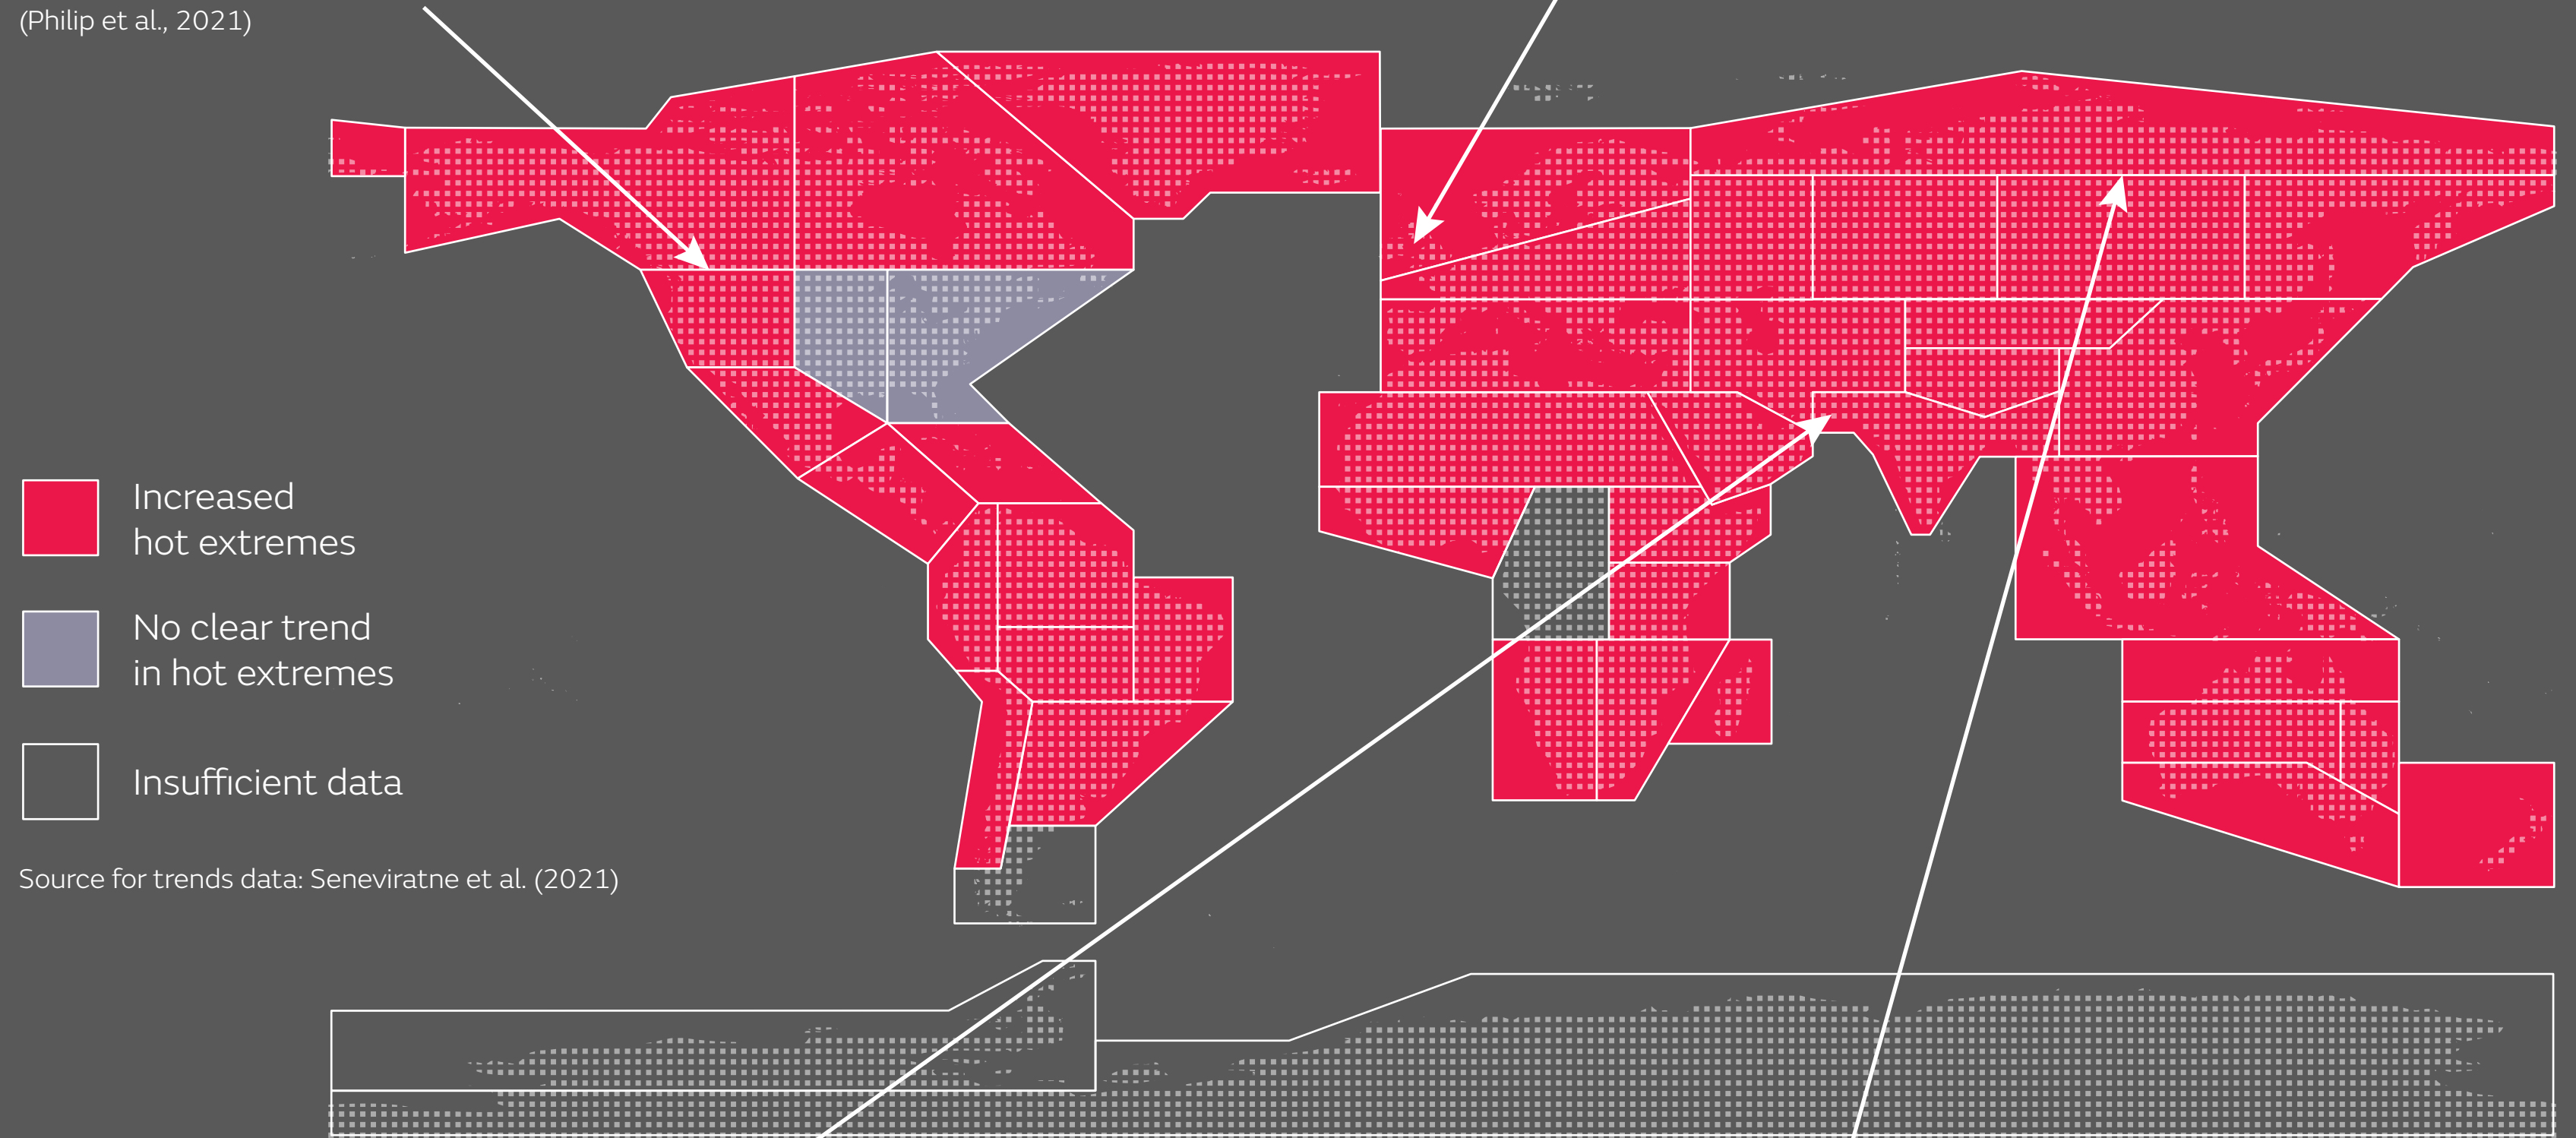 (Philip et al., 2021)
Increased
hot extremes
No clear trend
in hot extremes
Insufficient data
Source for trends data: Seneviratne et al. (2021)